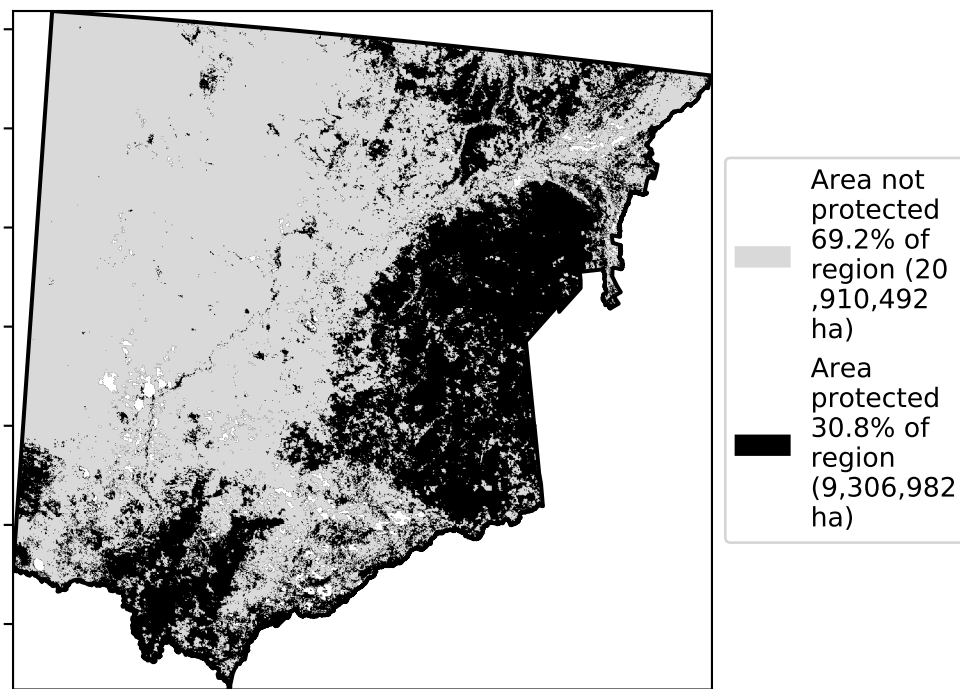 Area not
protected
69.2% of
region (20
,910,492
ha)
Area
protected
30.8% of
region
(9,306,982
ha)